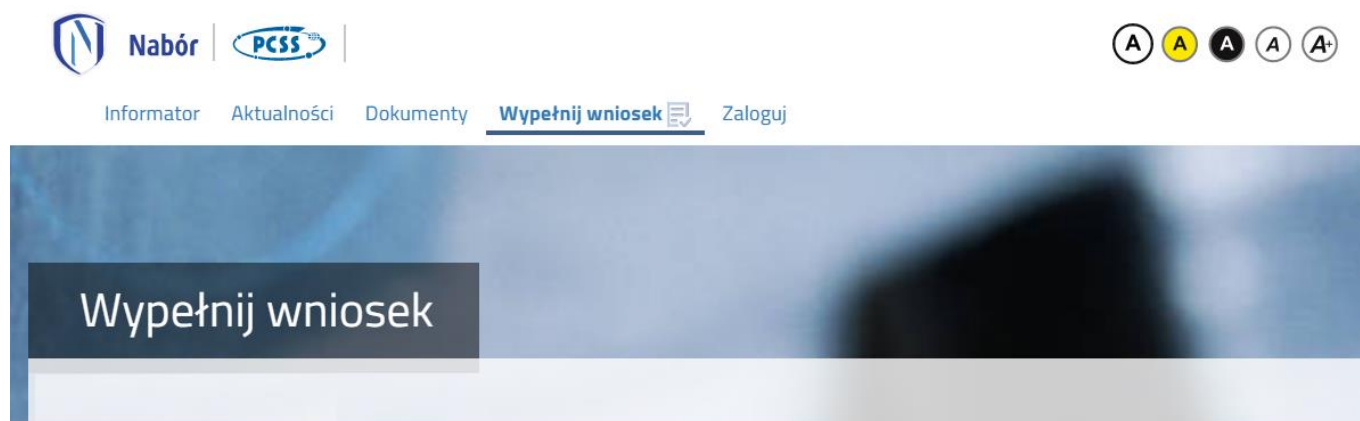 Nabór PCSS A A A A A+
Informator Aktualności Dokumenty Wypełnij wniosek Zaloguj
Wypełnij wniosek